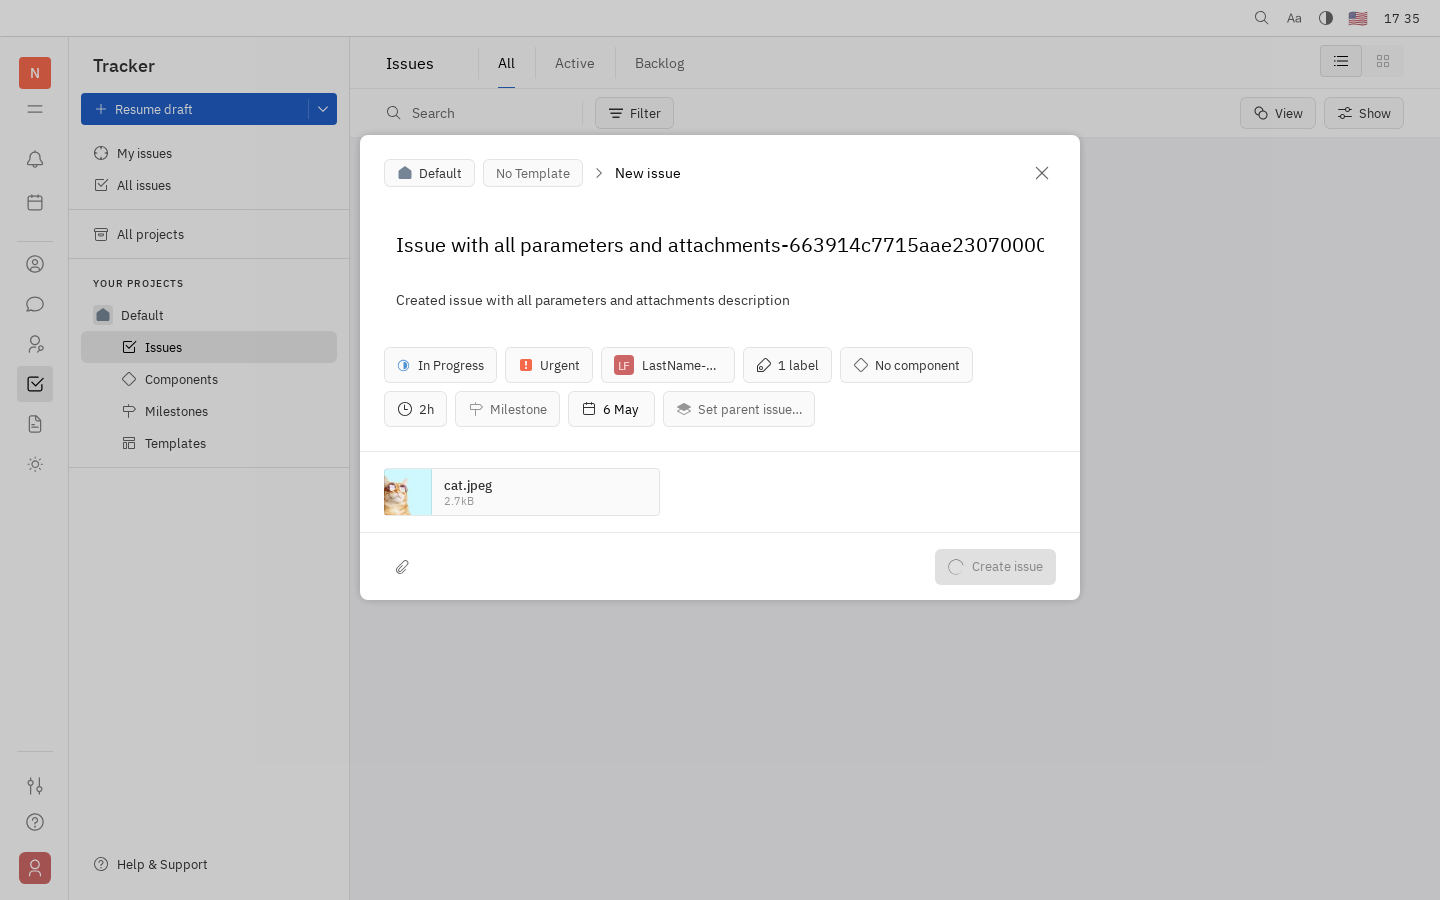 Aa 17 35
N
Tracker
Issues All Active Backlog
Resume draft
Search Filter View Show
My issues
All issues
All projects
YOUR PROJECTS
Default
Issues
Components
Milestones
Templates
Help & Support
Default No Template New issue
Issue with all parameters and attachments-663914c7715aae2307000
Created issue with all parameters and attachments description
In Progress Urgent LF LastName-... 1 label No component
2h Milestone 6 May Set parent issue...
cat.jpeg
2.7kB
Create issue